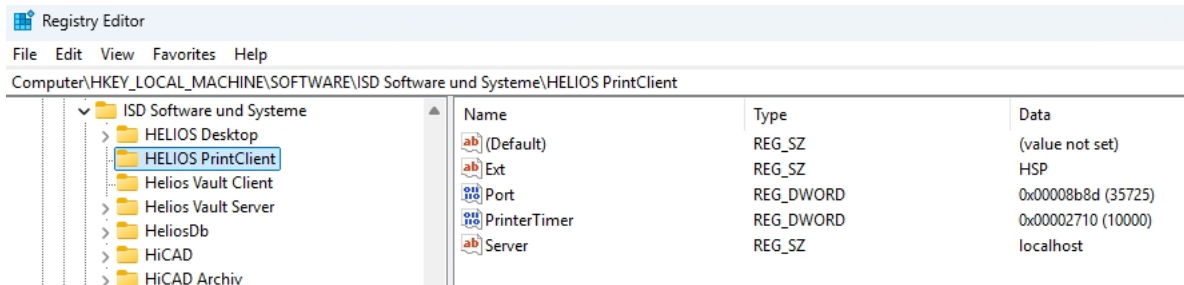 Registry Editor
File Edit View Favorites Help
Computer\HKEY_LOCAL_MACHINE\SOFTWARE\ISD Software und Systeme\HELIOS PrintClient
ISD Software und Systeme
HELIOS Desktop
HELIOS PrintClient
Helios Vault Client
Helios Vault Server
HeliosDb
HiCAD
HiCAD Archiv
Name Type Data
(Default) REG_SZ (value not set)
Ext REG_SZ HSP
Port REG_DWORD 0x00008b8d (35725)
PrinterTimer REG_DWORD 0x00002710 (10000)
Server REG_SZ localhost